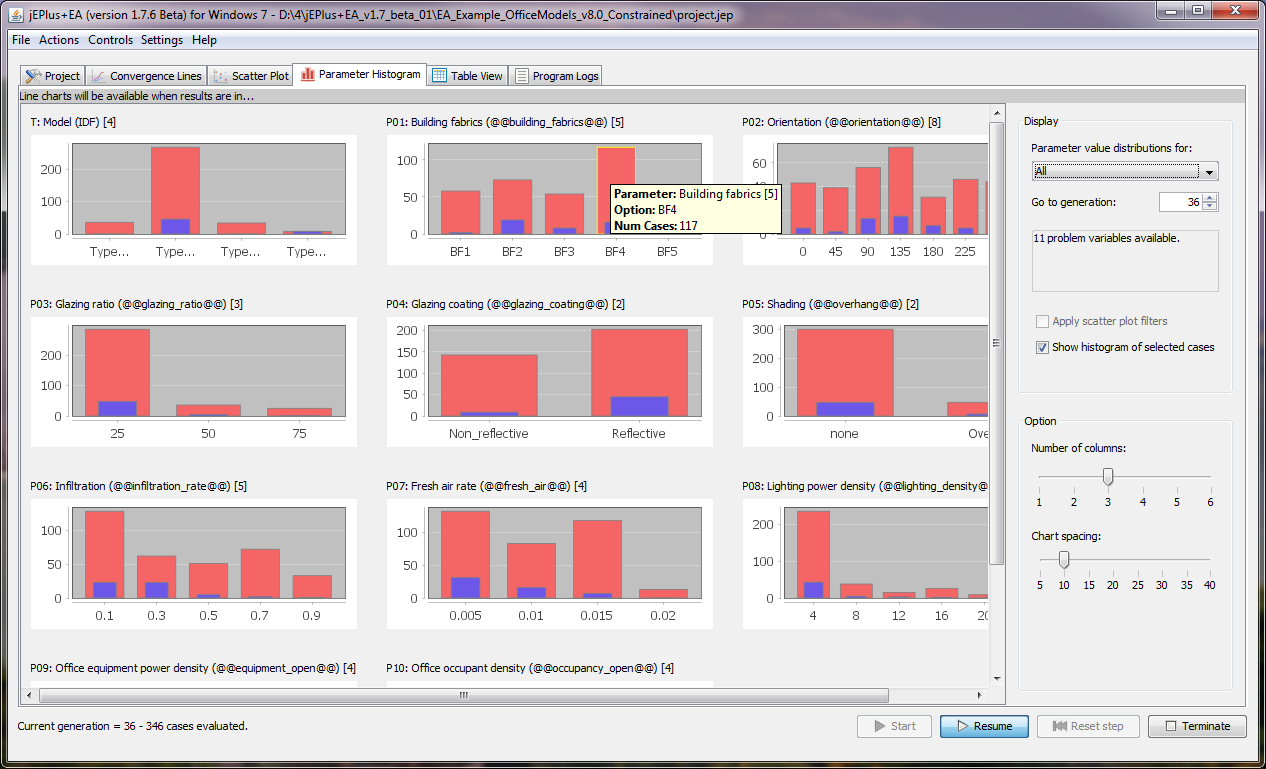 jEPlus+EA (version 1.7.6 Beta) for Windows 7 - D:\4\jEPlus+EA_v1.7_beta_01\EA_Example_OfficeModels_v8.0_Constrained\project.jep
File Actions Controls Settings Help
Project Convergence Lines Scatter Plot Parameter Histogram Table View Program Logs
Line charts will be available when results are in...
T: Model (IDF) [4]
200
100
0
Type... Type... Type... Type...
P01: Building fabrics (@@building_fabrics@@) [5]
100
50
0
BF1 BF2 BF3 BF4 BF5
Parameter: Building fabrics [5]
Option: BF4
Num Cases: 117
P02: Orientation (@@orientation@@) [8]
60
0 45 90 135 180 225
P03: Glazing ratio (@@glazing_ratio@@) [3]
200
100
0
25 50 75
P04: Glazing coating (@@glazing_coating@@) [2]
200
150
100
50
0
Non_reflective Reflective
P05: Shading (@@overhang@@) [2]
300
200
100
0
none Ove
P06: Infiltration (@@infiltration_rate@@) [5]
100
50
0
0.1 0.3 0.5 0.7 0.9
P07: Fresh air rate (@@fresh_air@@) [4]
100
50
0
0.005 0.01 0.015 0.02
P08: Lighting power density (@@lighting_density@
200
100
0
4 8 12 16 20
P09: Office equipment power density (@@equipment_open@@) [4]
P10: Office occupant density (@@occupancy_open@@) [4]
Display
Parameter value distributions for:
All
Go to generation: 36
11 problem variables available.
Apply scatter plot filters
Show histogram of selected cases
Option
Number of columns:
1 2 3 4 5 6
Chart spacing:
5 10 15 20 25 30 35 40
Current generation = 36 - 346 cases evaluated.
Start Resume Reset step Terminate